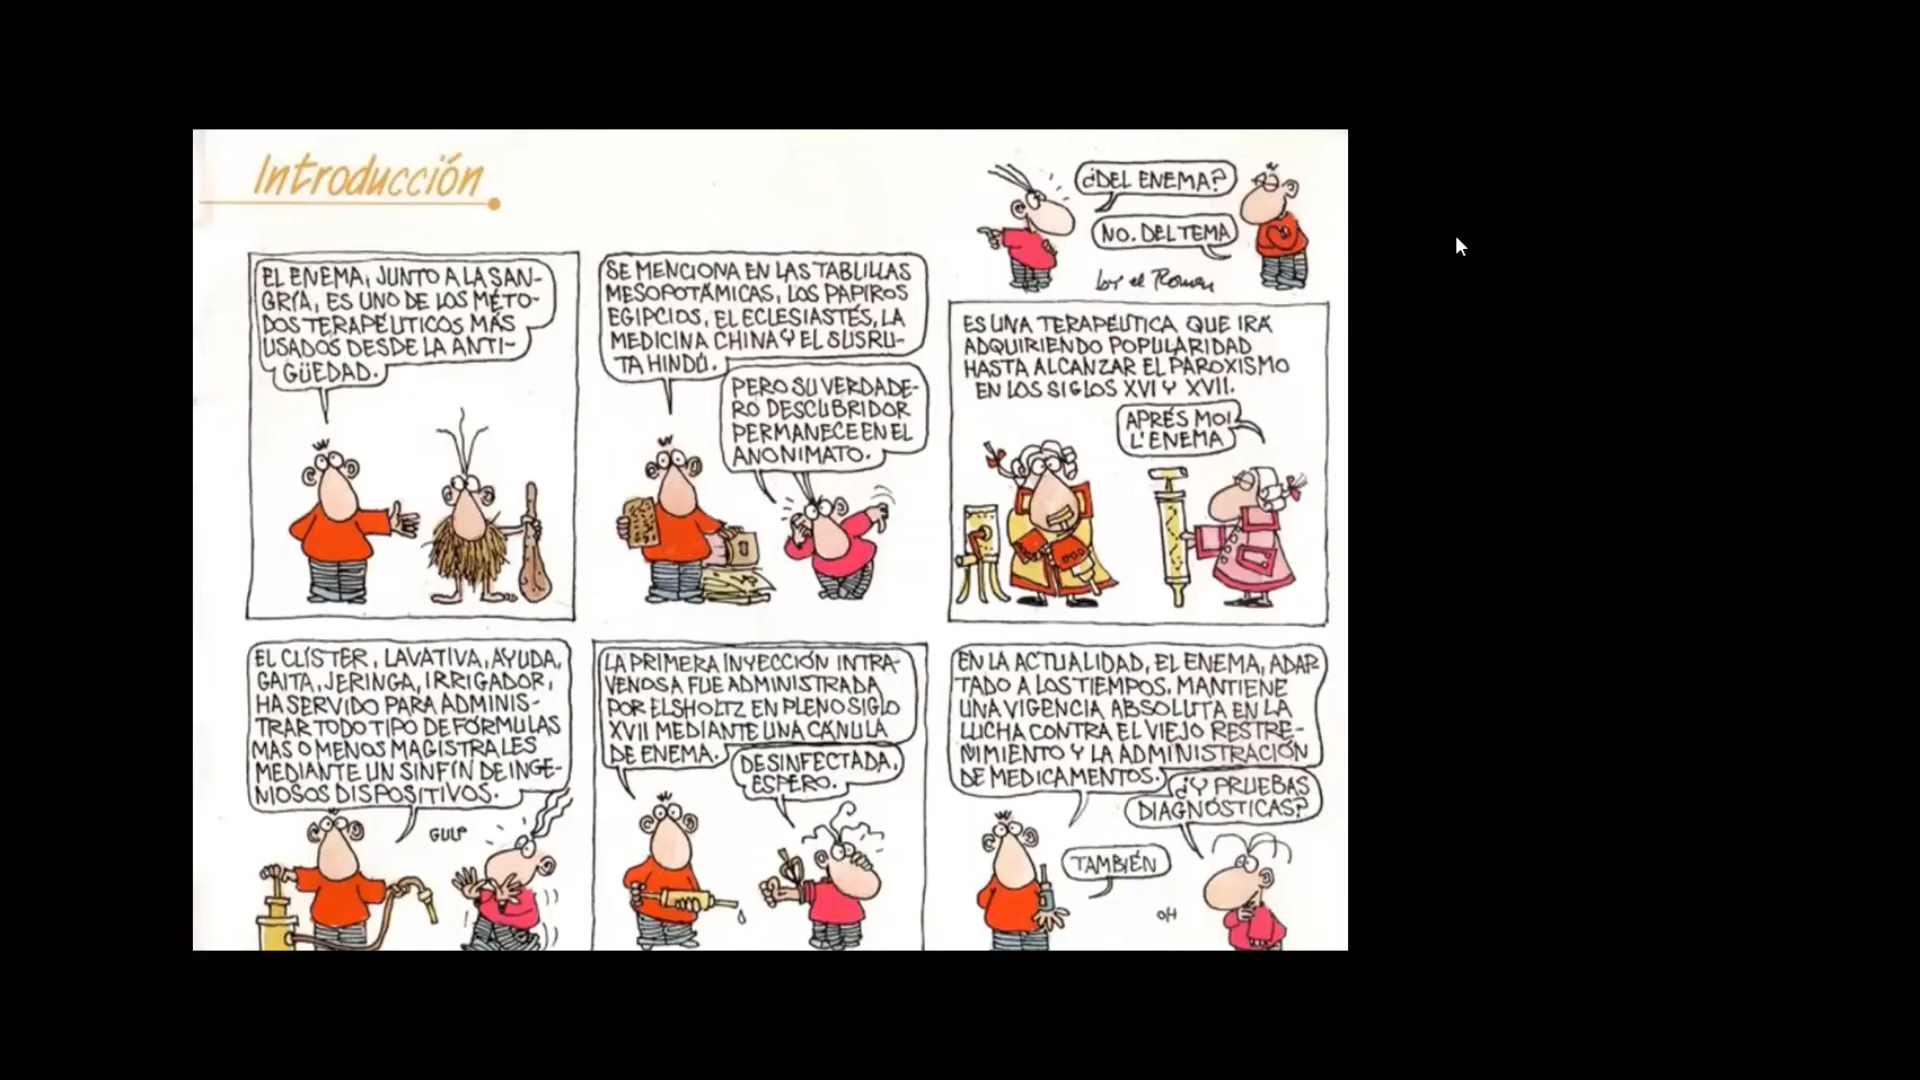 Introducción
¿DEL ENEMA?
NO. DEL TEMA
by el Roman
EL ENEMA, JUNTO A LA SAN-
GRÍA, ES UNO DE LOS MÉTO-
DOS TERAPÉUTICOS MÁS
USADOS DESDE LA ANTI-
GÜEDAD.
SE MENCIONA EN LAS TABLILLAS
MESOPOTÁMICAS, LOS PAPIROS
EGIPCIOS, EL ECLESIASTÉS, LA
MEDICINA CHINA Y EL SUSRU-
TA HINDÚ.
PERO SU VERDADE-
RO DESCUBRIDOR
PERMANECE EN EL
ANONIMATO.
ES UNA TERAPÉUTICA QUE IRÁ
ADQUIRIENDO POPULARIDAD
HASTA ALCANZAR EL PAROXISMO
EN LOS SIGLOS XVI Y XVII.
APRÉS MOI
L'ENEMA
EL CLÍSTER, LAVATIVA, AYUDA,
GAITA, JERINGA, IRRIGADOR,
HA SERVIDO PARA ADMINIS-
TRAR TODO TIPO DE FÓRMULAS
MAS O MENOS MAGISTRALES
MEDIANTE UN SINFÍN DE INGE-
NIOSOS DISPOSITIVOS.
GULP
LA PRIMERA INYECCIÓN INTRA-
VENOSA FUE ADMINISTRADA
POR ELSHOLTZ EN PLENO SIGLO
XVII MEDIANTE UNA CÁNULA
DE ENEMA.
DESINFECTADA,
ESPERO.
EN LA ACTUALIDAD, EL ENEMA, ADAP
TADO A LOS TIEMPOS, MANTIENE
UNA VIGENCIA ABSOLUTA EN LA
LUCHA CONTRA EL VIEJO RESTRE-
ÑIMIENTO Y LA ADMINISTRACIÓN
DE MEDICAMENTOS.
¿Y PRUEBAS
DIAGNÓSTICAS?
TAMBIÉN
OH